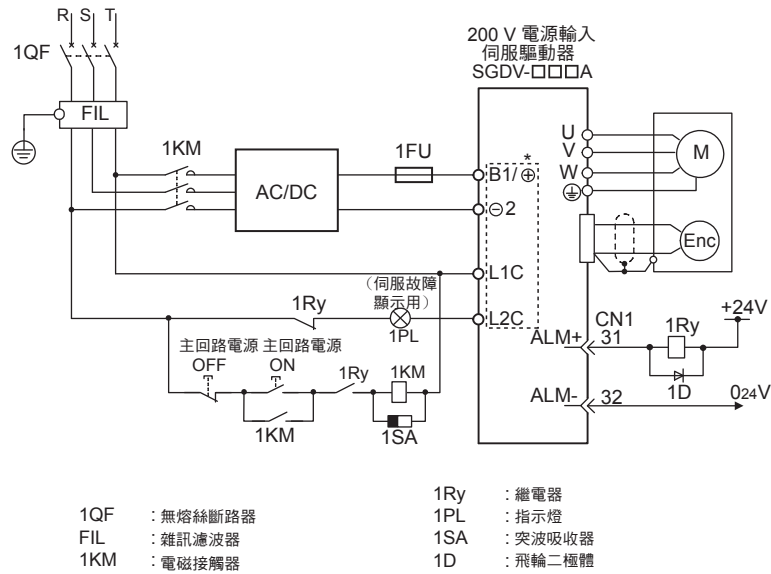 R S T
1QF
FIL
200 V 電源輸入
伺服驅動器
SGDV-□□□A
1KM
AC/DC
1FU
*
B1/⊕
⊖2
L1C
L2C
U
V
W
M
Enc
(伺服故障
顯示用)
1Ry
1PL
主回路電源 主回路電源
OFF ON
1Ry
1KM
1KM
1SA
CN1
ALM+ 31
1Ry
+24V
1D
ALM- 32
024V
1QF :無熔絲斷路器
FIL :雜訊濾波器
1KM :電磁接觸器
1Ry :繼電器
1PL :指示燈
1SA :突波吸收器
1D :飛輪二極體